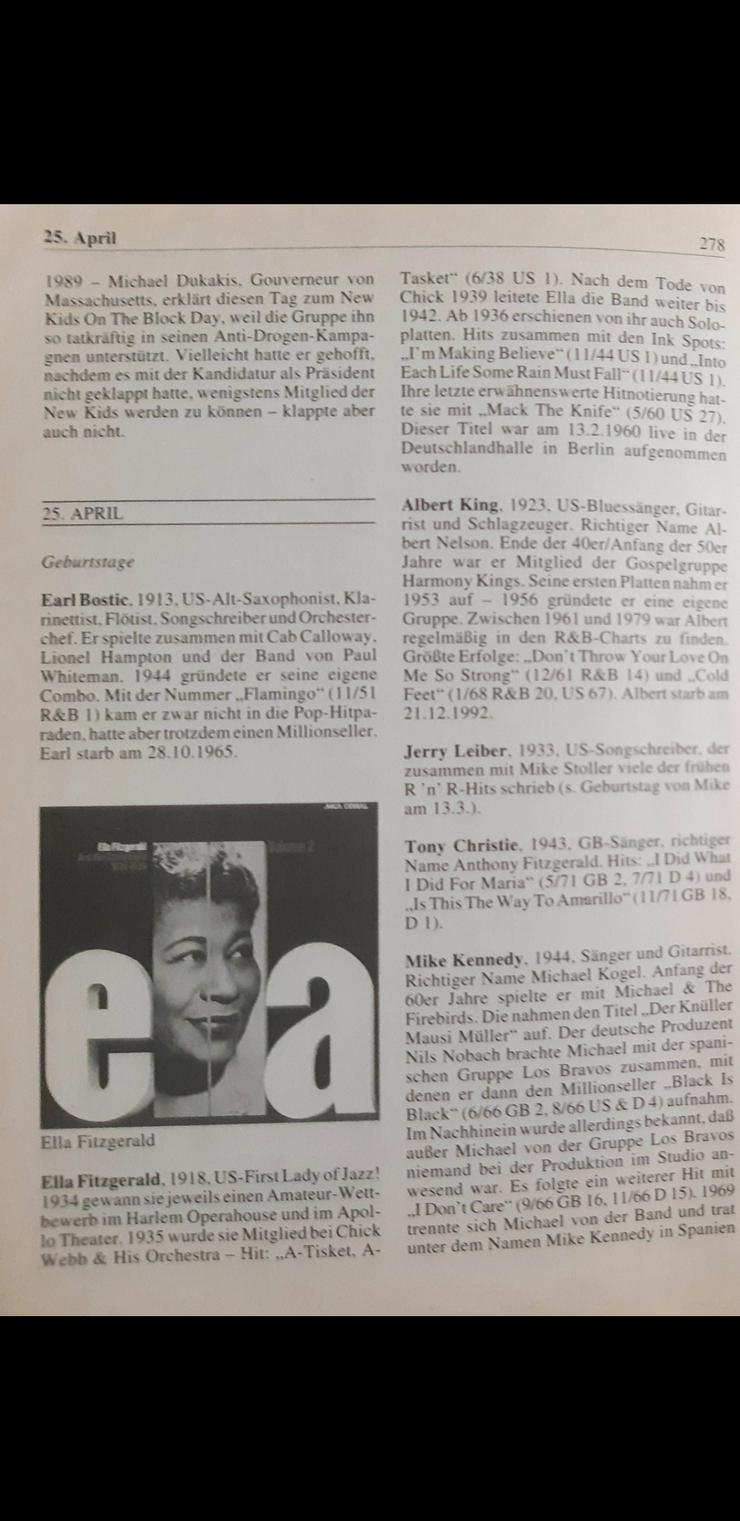 25. April
278
1989 – Michael Dukakis, Gouverneur von
Massachusetts, erklärt diesen Tag zum New
Kids On The Block Day, weil die Gruppe ihn
so tatkräftig in seinen Anti-Drogen-Kampa-
gnen unterstützt. Vielleicht hatte er gehofft,
nachdem es mit der Kandidatur als Präsident
nicht geklappt hatte, wenigstens Mitglied der
New Kids werden zu können – klappte aber
auch nicht.
25. APRIL
Geburtstage
Earl Bostic, 1913, US-Alt-Saxophonist, Kla-
rinettist, Flötist, Songschreiber und Orchester-
chef. Er spielte zusammen mit Cab Calloway,
Lionel Hampton und der Band von Paul
Whiteman. 1944 gründete er seine eigene
Combo. Mit der Nummer „Flamingo“ (11/51
R&B 1) kam er zwar nicht in die Pop-Hitpa-
raden, hatte aber trotzdem einen Millionseller.
Earl starb am 28.10.1965.
Ella Fitzgerald
ella
Ella Fitzgerald
Ella Fitzgerald, 1918, US-First Lady of Jazz!
1934 gewann sie jeweils einen Amateur-Wett-
bewerb im Harlem Operahouse und im Apol-
lo Theater. 1935 wurde sie Mitglied bei Chick
Webb & His Orchestra – Hit: „A-Tisket, A-
Tasket“ (6/38 US 1). Nach dem Tode von
Chick 1939 leitete Ella die Band weiter bis
1942. Ab 1936 erschienen von ihr auch Solo-
platten. Hits zusammen mit den Ink Spots:
„I'm Making Believe“ (11/44 US 1) und „Into
Each Life Some Rain Must Fall“ (11/44 US 1).
Ihre letzte erwähnenswerte Hitnotierung hat-
te sie mit „Mack The Knife“ (5/60 US 27).
Dieser Titel war am 13.2.1960 live in der
Deutschlandhalle in Berlin aufgenommen
worden.
Albert King, 1923, US-Bluessänger, Gitar-
rist und Schlagzeuger. Richtiger Name Al-
bert Nelson. Ende der 40er/Anfang der 50er
Jahre war er Mitglied der Gospelgruppe
Harmony Kings. Seine ersten Platten nahm er
1953 auf – 1956 gründete er eine eigene
Gruppe. Zwischen 1961 und 1979 war Albert
regelmäßig in den R&B-Charts zu finden.
Größte Erfolge: „Don't Throw Your Love On
Me So Strong“ (12/61 R&B 14) und „Cold
Feet“ (1/68 R&B 20, US 67). Albert starb am
21.12.1992.
Jerry Leiber, 1933, US-Songschreiber, der
zusammen mit Mike Stoller viele der frühen
R 'n' R-Hits schrieb (s. Geburtstag von Mike
am 13.3.).
Tony Christie, 1943, GB-Sänger, richtiger
Name Anthony Fitzgerald. Hits: „I Did What
I Did For Maria“ (5/71 GB 2, 7/71 D 4) und
„Is This The Way To Amarillo“ (11/71 GB 18,
D 1).
Mike Kennedy, 1944, Sänger und Gitarrist.
Richtiger Name Michael Kogel. Anfang der
60er Jahre spielte er mit Michael & The
Firebirds. Die nahmen den Titel „Der Knüller
Mausi Müller“ auf. Der deutsche Produzent
Nils Nobach brachte Michael mit der spani-
schen Gruppe Los Bravos zusammen, mit
denen er dann den Millionseller „Black Is
Black“ (6/66 GB 2, 8/66 US & D 4) aufnahm.
Im Nachhinein wurde allerdings bekannt, daß
außer Michael von der Gruppe Los Bravos
niemand bei der Produktion im Studio an-
wesend war. Es folgte ein weiterer Hit mit
„I Don't Care“ (9/66 GB 16, 11/66 D 15). 1969
trennte sich Michael von der Band und trat
unter dem Namen Mike Kennedy in Spanien